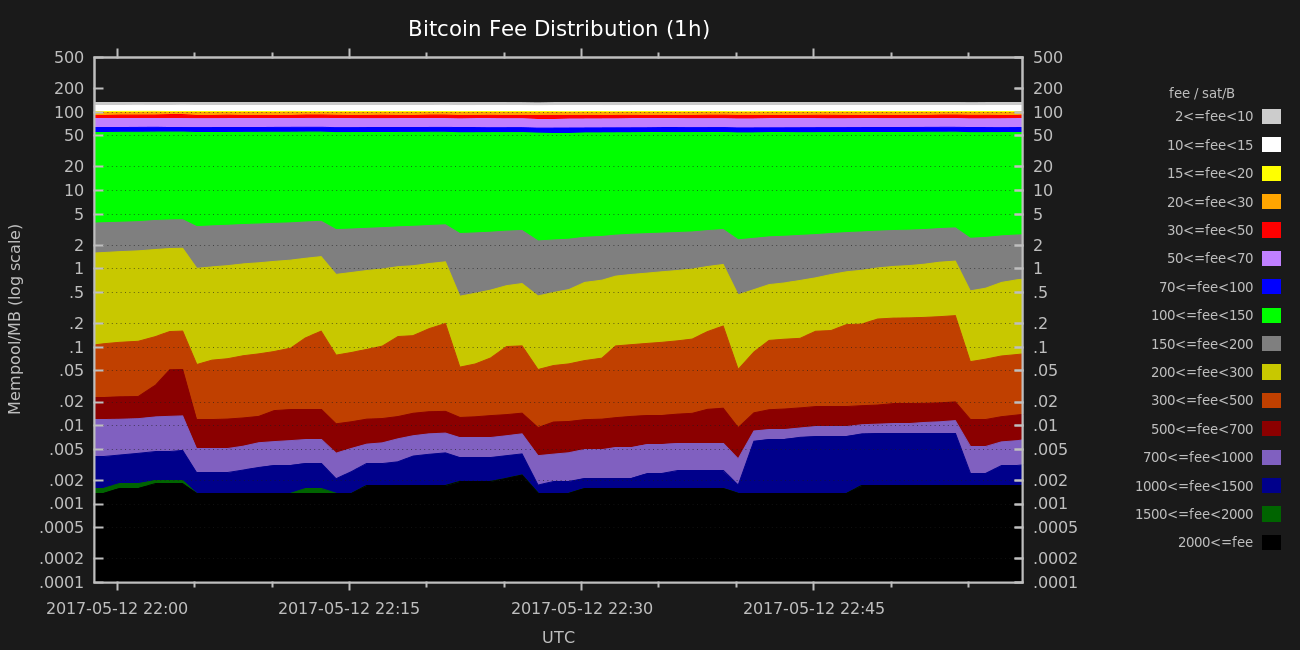 Bitcoin Fee Distribution (1h)
Mempool/MB (log scale)
500
200
100
50
20
10
5
2
1
.5
.2
.1
.05
.02
.01
.005
.002
.001
.0005
.0002
.0001
500
200
100
50
20
10
5
2
1
.5
.2
.1
.05
.02
.01
.005
.002
.001
.0005
.0002
.0001
2017-05-12 22:00
2017-05-12 22:15
2017-05-12 22:30
2017-05-12 22:45
UTC
fee / sat/B
2<=fee<10
10<=fee<15
15<=fee<20
20<=fee<30
30<=fee<50
50<=fee<70
70<=fee<100
100<=fee<150
150<=fee<200
200<=fee<300
300<=fee<500
500<=fee<700
700<=fee<1000
1000<=fee<1500
1500<=fee<2000
2000<=fee